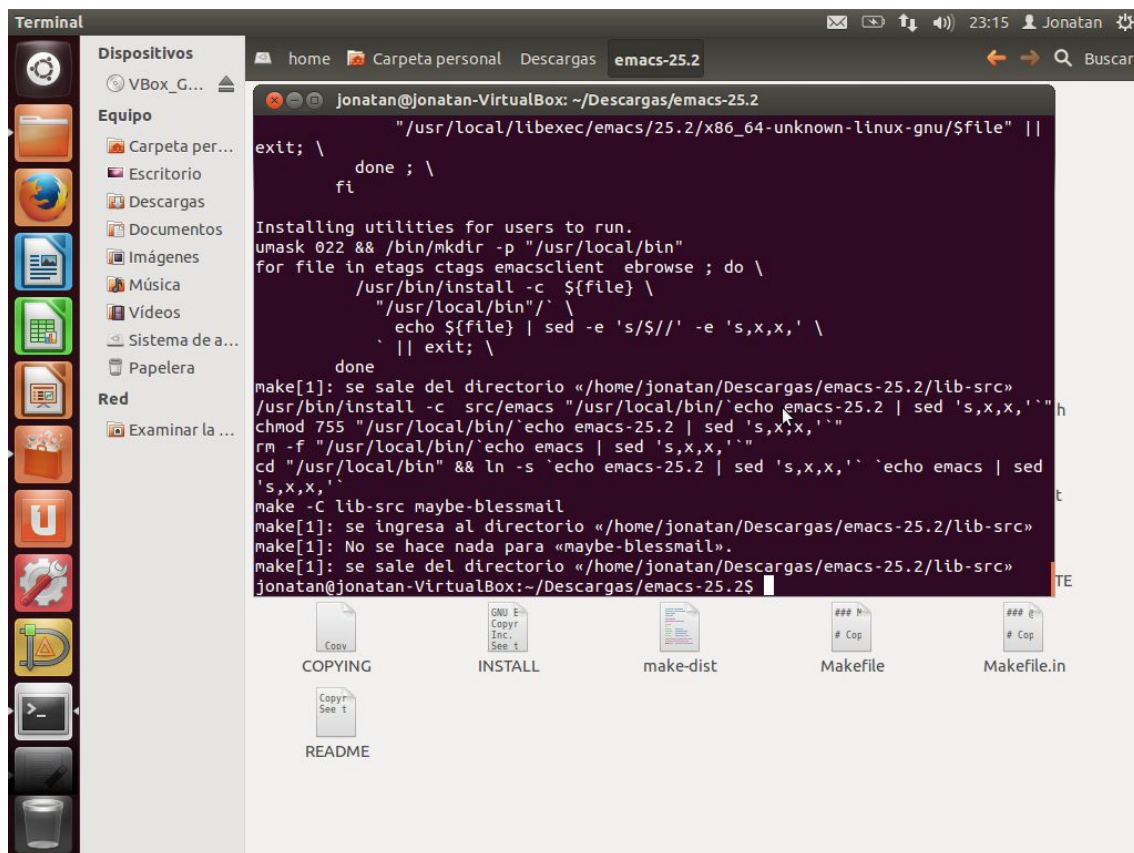 Terminal
23:15 Jonatan
Dispositivos
VBox_G...
Equipo
Carpeta per...
Escritorio
Descargas
Documentos
Imágenes
Música
Vídeos
Sistema de a...
Papelera
Red
Examinar la ...
home Carpeta personal Descargas emacs-25.2
Buscar
jonatan@jonatan-VirtualBox: ~/Descargas/emacs-25.2
"/usr/local/libexec/emacs/25.2/x86_64-unknown-linux-gnu/$file" ||
exit; \
done ; \
fi
Installing utilities for users to run.
umask 022 && /bin/mkdir -p "/usr/local/bin"
for file in etags ctags emacsclient  ebrowse ; do \
/usr/bin/install -c  ${file} \
"/usr/local/bin"/` \
echo ${file} | sed -e 's/$//' -e 's,x,x,' \
` || exit; \
done
make[1]: se sale del directorio «/home/jonatan/Descargas/emacs-25.2/lib-src»
/usr/bin/install -c  src/emacs "/usr/local/bin/`echo emacs-25.2 | sed 's,x,x,'`"
chmod 755 "/usr/local/bin/`echo emacs-25.2 | sed 's,x,x,'`"
rm -f "/usr/local/bin/`echo emacs | sed 's,x,x,'`"
cd "/usr/local/bin" && ln -s `echo emacs-25.2 | sed 's,x,x,'` `echo emacs | sed
's,x,x,'`
make -C lib-src maybe-blessmail
make[1]: se ingresa al directorio «/home/jonatan/Descargas/emacs-25.2/lib-src»
make[1]: No se hace nada para «maybe-blessmail».
make[1]: se sale del directorio «/home/jonatan/Descargas/emacs-25.2/lib-src»
jonatan@jonatan-VirtualBox:~/Descargas/emacs-25.2$
h
t
TE
Copy
GNU E
Copyr
Inc.
See t
### M
# Cop
### @
# Cop
COPYING INSTALL make-dist Makefile Makefile.in
Copyr
See t
README